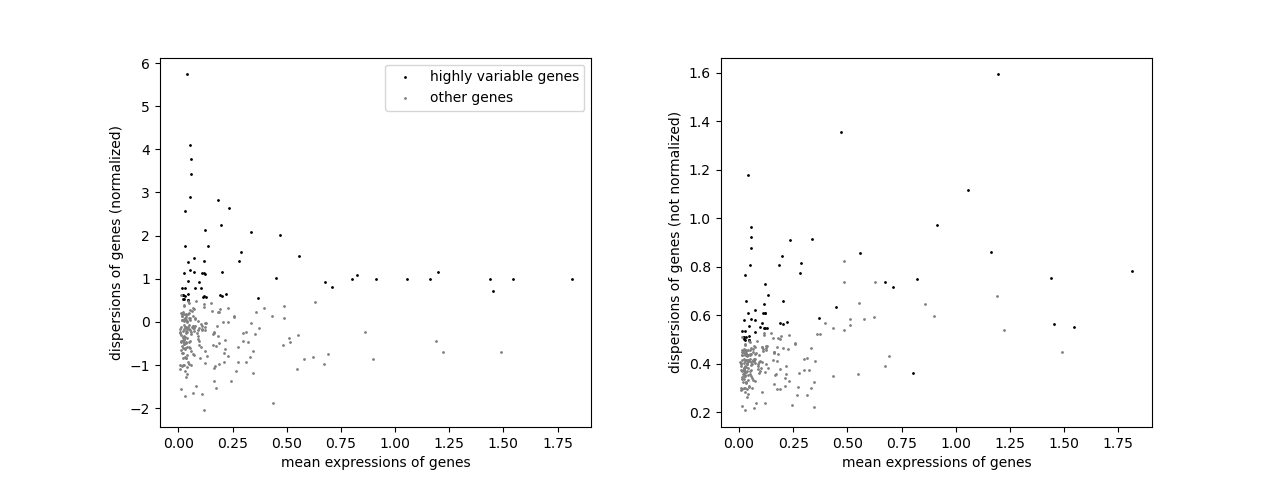 highly variable genes
other genes
dispersions of genes (normalized)
6
5
4
3
2
1
0
−1
−2
0.00 0.25 0.50 0.75 1.00 1.25 1.50 1.75
mean expressions of genes
dispersions of genes (not normalized)
1.6
1.4
1.2
1.0
0.8
0.6
0.4
0.2
0.00 0.25 0.50 0.75 1.00 1.25 1.50 1.75
mean expressions of genes